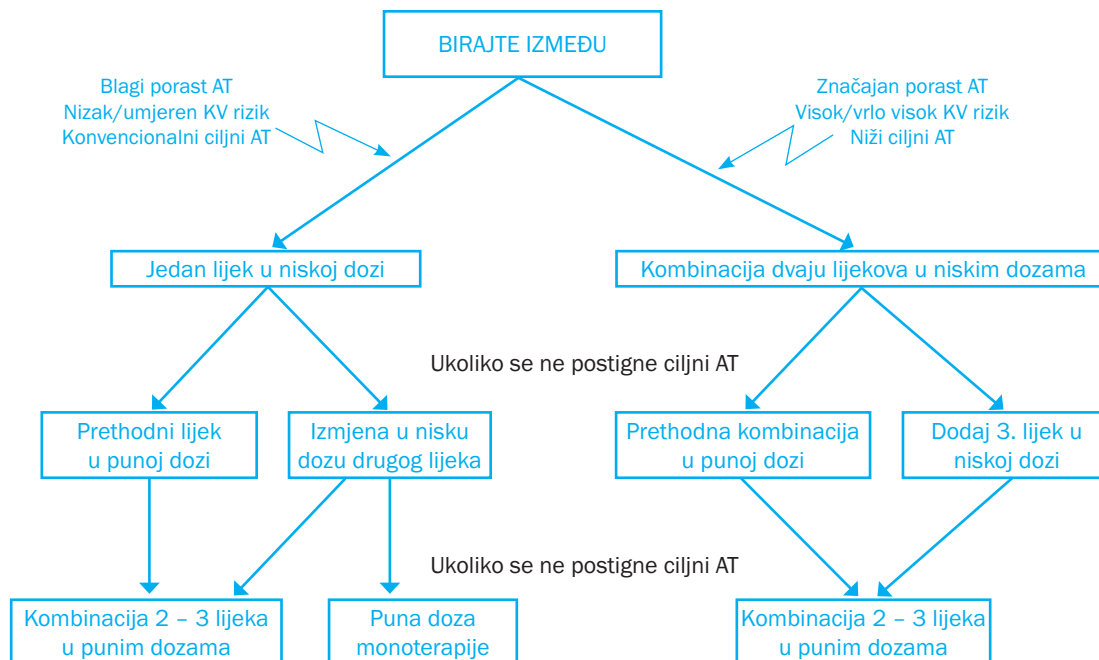 BIRAJTE IZMEĐU
Blagi porast AT
Nizak/umjeren KV rizik
Konvencionalni ciljni AT
Značajan porast AT
Visok/vrlo visok KV rizik
Niži ciljni AT
Jedan lijek u niskoj dozi
Kombinacija dvaju lijekova u niskim dozama
Ukoliko se ne postigne ciljni AT
Prethodni lijek
u punoj dozi
Izmjena u nisku
dozu drugog lijeka
Prethodna kombinacija
u punoj dozi
Dodaj 3. lijek u
niskoj dozi
Ukoliko se ne postigne ciljni AT
Kombinacija 2 – 3 lijeka
u punim dozama
Puna doza
monoterapije
Kombinacija 2 – 3 lijeka
u punim dozama